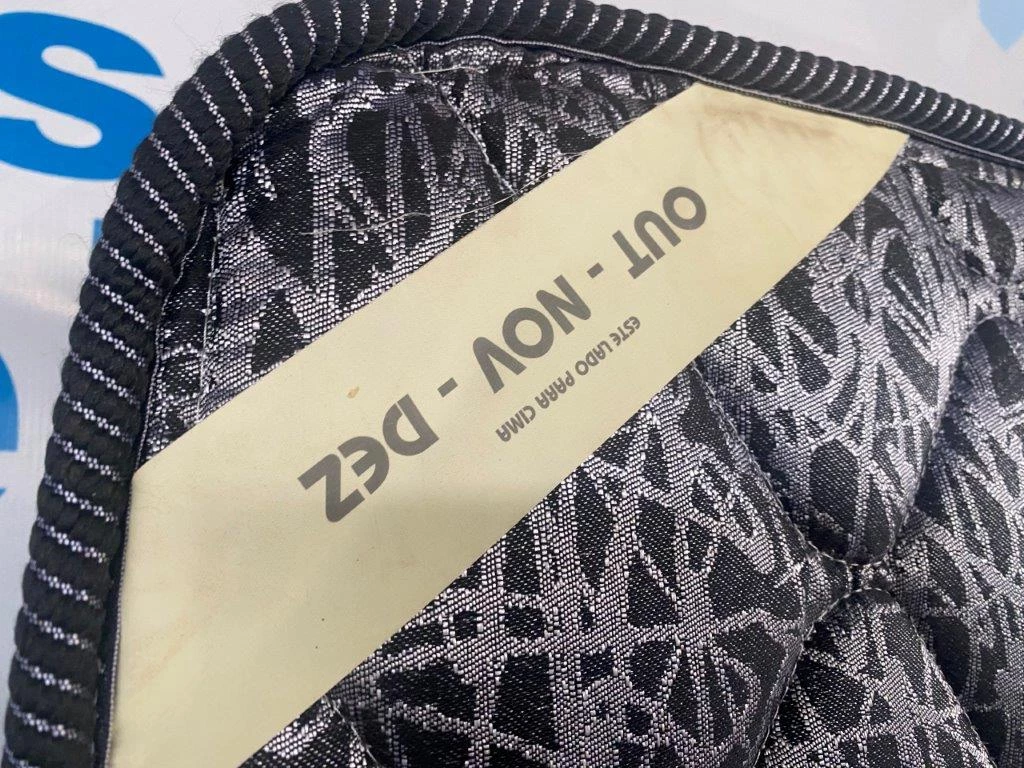 OUT - NOV - DEZ
ESTE LADO PARA CIMA